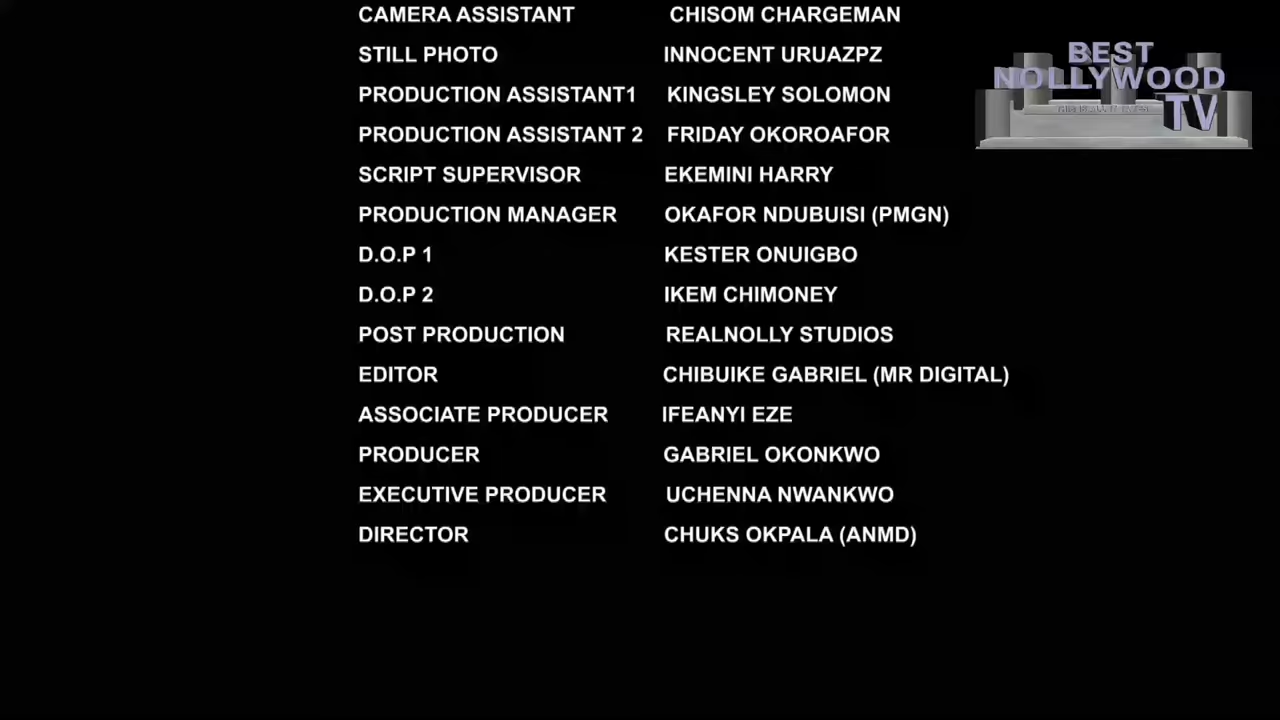 CAMERA ASSISTANT CHISOM CHARGEMAN
STILL PHOTO INNOCENT URUAZPZ
PRODUCTION ASSISTANT1 KINGSLEY SOLOMON
PRODUCTION ASSISTANT 2 FRIDAY OKOROAFOR
SCRIPT SUPERVISOR EKEMINI HARRY
PRODUCTION MANAGER OKAFOR NDUBUISI (PMGN)
D.O.P 1 KESTER ONUIGBO
D.O.P 2 IKEM CHIMONEY
POST PRODUCTION REALNOLLY STUDIOS
EDITOR CHIBUIKE GABRIEL (MR DIGITAL)
ASSOCIATE PRODUCER IFEANYI EZE
PRODUCER GABRIEL OKONKWO
EXECUTIVE PRODUCER UCHENNA NWANKWO
DIRECTOR CHUKS OKPALA (ANMD)
BEST
NOLLYWOOD
TV